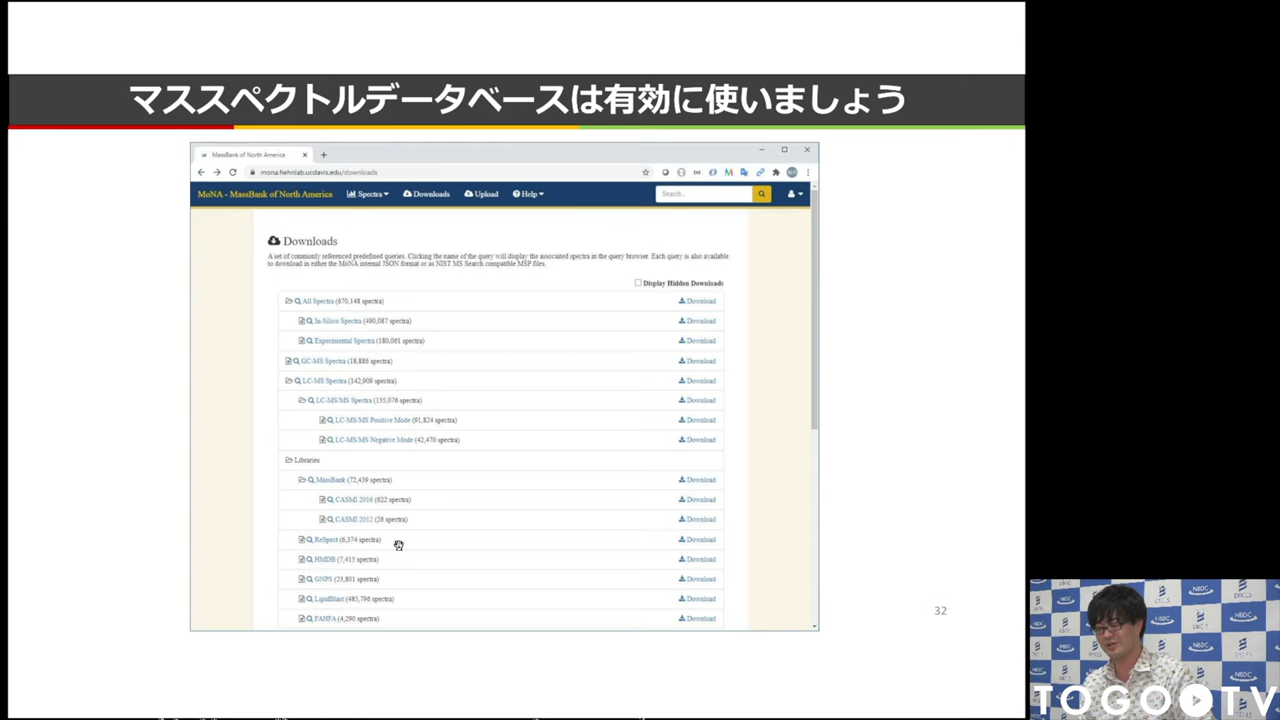 マススペクトルデータベースは有効に使いましょう
MassBank of North America
mona.fiehnlab.ucdavis.edu/downloads
MoNA - MassBank of North America Spectra Downloads Upload Help Search...
Downloads
A set of commonly referenced predefined queries. Clicking the name of the query will display the associated spectra in the query browser. Each query is also available
to download in either the MoNA internal JSON format or as NIST MS Search compatible MSP files.
Display Hidden Downloads
All Spectra (670,148 spectra) Download
In-Silico Spectra (490,087 spectra) Download
Experimental Spectra (180,061 spectra) Download
GC-MS Spectra (18,886 spectra) Download
LC-MS Spectra (142,909 spectra) Download
LC-MS/MS Spectra (135,076 spectra) Download
LC-MS/MS Positive Mode (91,824 spectra) Download
LC-MS/MS Negative Mode (42,470 spectra) Download
Libraries
MassBank (72,439 spectra) Download
CASMI 2016 (622 spectra) Download
CASMI 2012 (26 spectra) Download
ReSpect (6,374 spectra) Download
HMDB (7,415 spectra) Download
GNPS (23,801 spectra) Download
LipidBlast (485,796 spectra) Download
FAHFA (4,290 spectra) Download
32
NBDC
DBCLS
TOGO TV